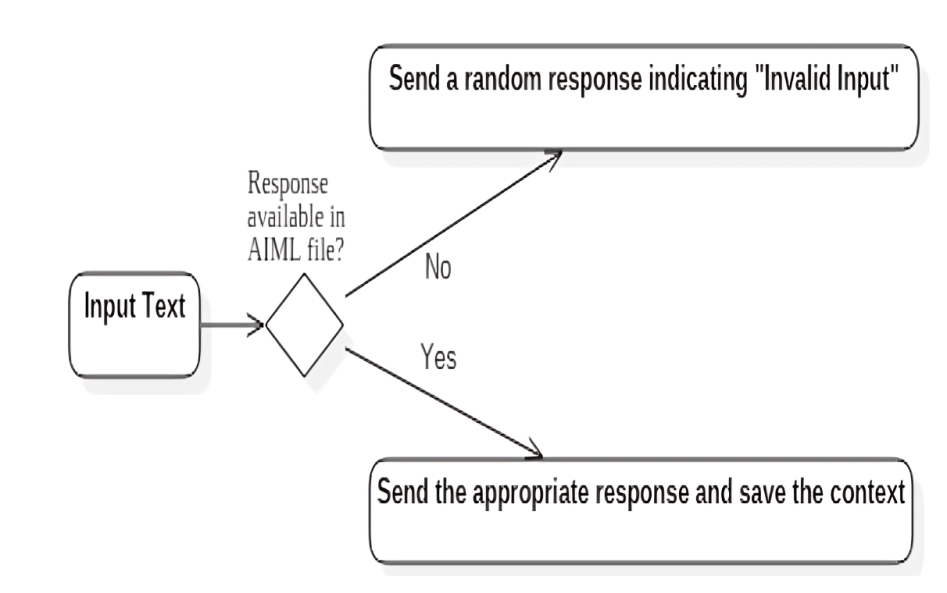 Send a random response indicating "Invalid Input"
Response
available in
AIML file?
No
Input Text
Yes
Send the appropriate response and save the context